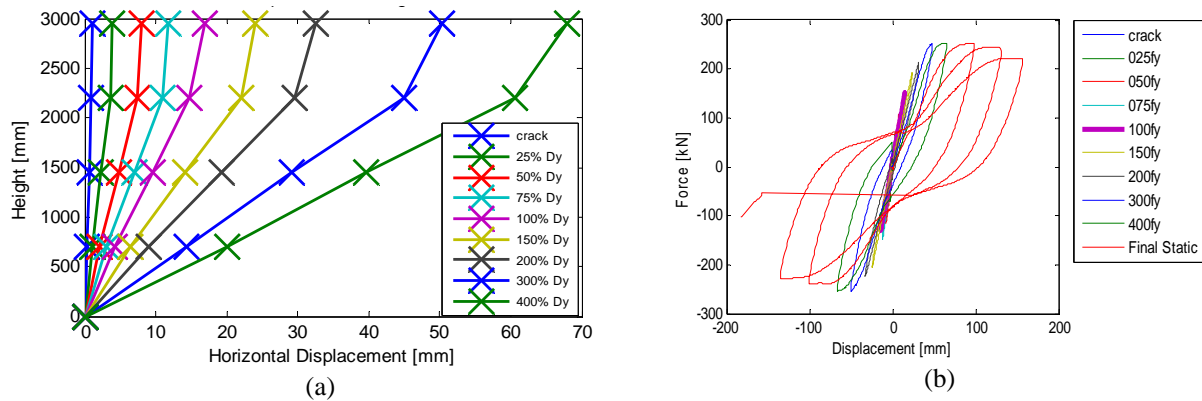 3000
2500
2000
1500
1000
500
0
Height [mm]
0 10 20 30 40 50 60 70
Horizontal Displacement [mm]
crack
25% Dy
50% Dy
75% Dy
100% Dy
150% Dy
200% Dy
300% Dy
400% Dy
(a)
300
200
100
0
-100
-200
-300
Force [kN]
-200 -100 0 100 200
Displacement [mm]
crack
025fy
050fy
075fy
100fy
150fy
200fy
300fy
400fy
Final Static
(b)